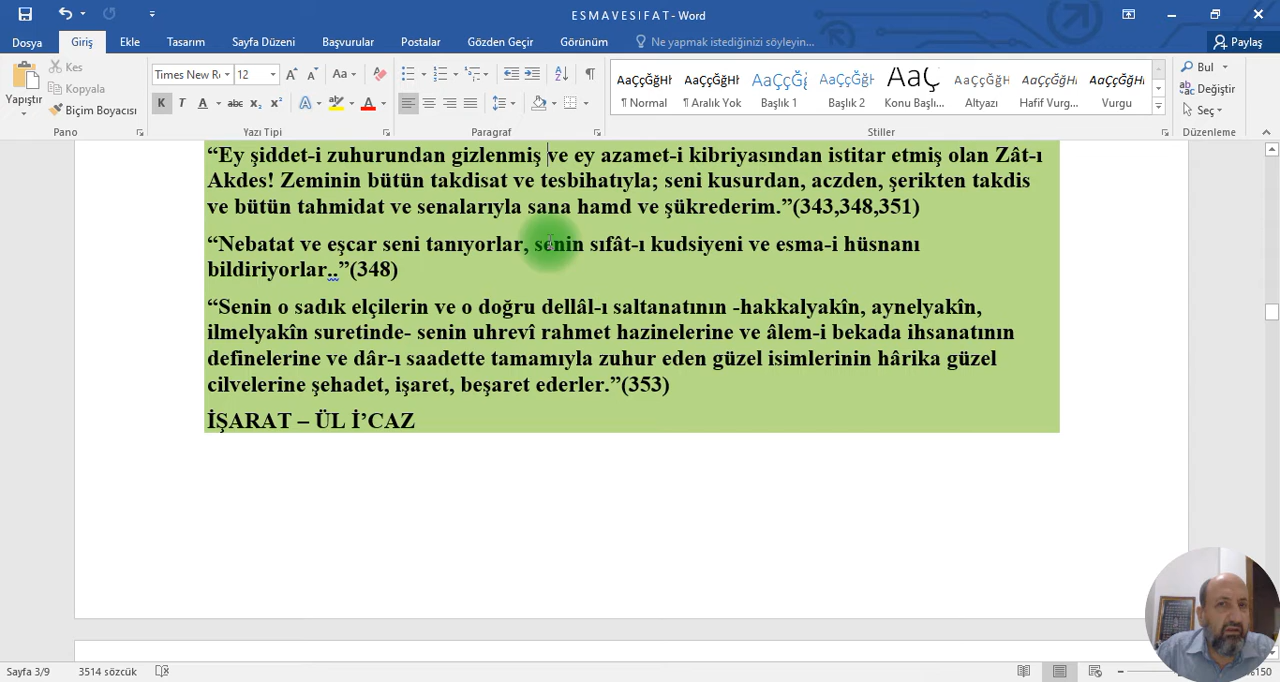 E S M A V E S I F A T - Word
Dosya Giriş Ekle Tasarım Sayfa Düzeni Başvurular Postalar Gözden Geçir Görünüm Ne yapmak istediğinizi söyleyin... Paylaş
Yapıştır
Kes
Kopyala
Biçim Boyacısı
Pano
Times New Ro 12
Yazı Tipi
Paragraf
AaÇçĞğHł AaÇçĞğHł AaÇçĞğ AaÇçĞğH AaÇ AaÇçĞğH AaÇçĞğHł AaÇçĞğHł
¶ Normal ¶ Aralık Yok Başlık 1 Başlık 2 Konu Başlı... Altyazı Hafif Vurg... Vurgu
Stiller
Bul
Değiştir
Seç
Düzenleme
“Ey şiddet-i zuhurundan gizlenmiş ve ey azamet-i kibriyasından istitar etmiş olan Zât-ı
Akdes! Zeminin bütün takdisat ve tesbihatıyla; seni kusurdan, aczden, şerikten takdis
ve bütün tahmidat ve senalarıyla sana hamd ve şükrederim.”(343,348,351)
“Nebatat ve eşcar seni tanıyorlar, senin sıfât-ı kudsiyeni ve esma-i hüsnanı
bildiriyorlar..”(348)
“Senin o sadık elçilerin ve o doğru dellâl-ı saltanatının -hakkalyakîn, aynelyakîn,
ilmelyakîn suretinde- senin uhrevî rahmet hazinelerine ve âlem-i bekada ihsanatının
definelerine ve dâr-ı saadette tamamıyla zuhur eden güzel isimlerinin hârika güzel
cilvelerine şehadet, işaret, beşaret ederler.”(353)
İŞARAT – ÜL İ’CAZ
Sayfa 3/9 3514 sözcük %150